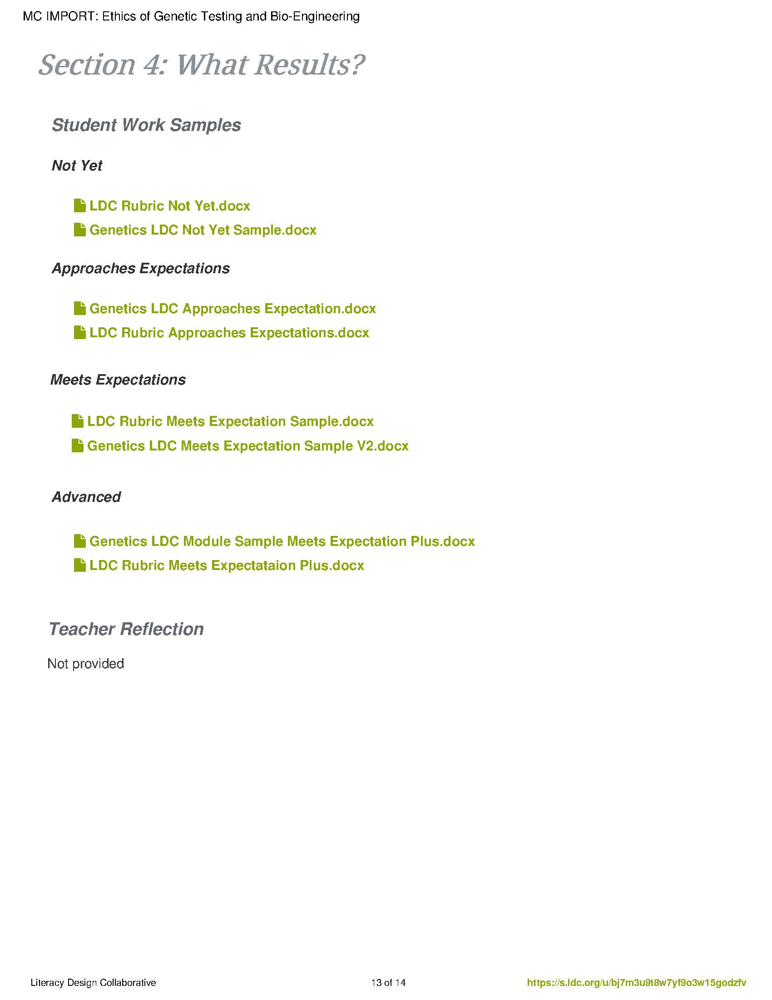 MC IMPORT: Ethics of Genetic Testing and Bio-Engineering
Section 4: What Results?
Student Work Samples
Not Yet
LDC Rubric Not Yet.docx
Genetics LDC Not Yet Sample.docx
Approaches Expectations
Genetics LDC Approaches Expectation.docx
LDC Rubric Approaches Expectations.docx
Meets Expectations
LDC Rubric Meets Expectation Sample.docx
Genetics LDC Meets Expectation Sample V2.docx
Advanced
Genetics LDC Module Sample Meets Expectation Plus.docx
LDC Rubric Meets Expectataion Plus.docx
Teacher Reflection
Not provided
Literacy Design Collaborative 13 of 14 https://s.ldc.org/u/bj7m3u9t8w7yf9o3w15godzfv